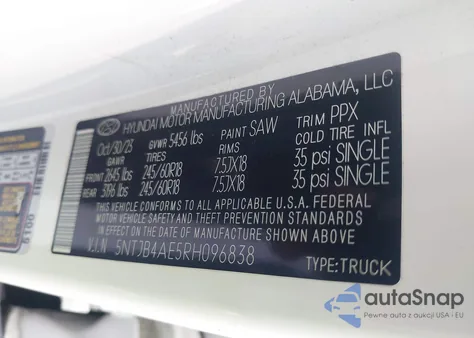 MANUFACTURED BY
HYUNDAI MOTOR MANUFACTURING ALABAMA, LLC
Oct/30/23 GVWR 5456 lbs PAINT SAW TRIM PPX
GAWR TIRES RIMS COLD TIRE INFL
FRONT 2645 lbs 245/60R18 7.5JX18 35 psi SINGLE
REAR 3196 lbs 245/60R18 7.5JX18 35 psi SINGLE
THIS VEHICLE CONFORMS TO ALL APPLICABLE U.S.A. FEDERAL
MOTOR VEHICLE SAFETY AND THEFT PREVENTION STANDARDS
IN EFFECT ON THE DATE OF MANUFACTURE
SHOWN ABOVE.
V.I.N 5NTJB4AE5RH096838
TYPE:TRUCK
autoSnap
Pewne auta z aukcji USA i EU